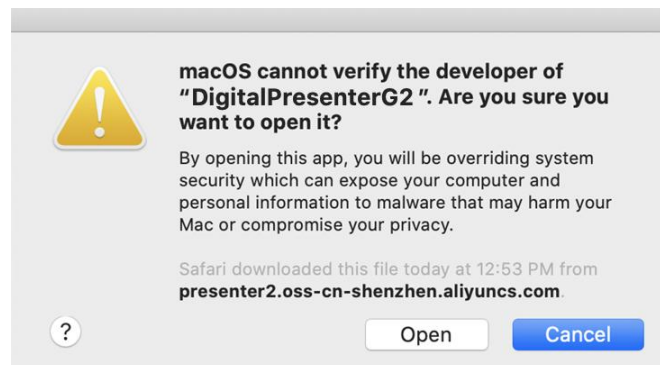 macOS cannot verify the developer of
“DigitalPresenterG2 ”. Are you sure you
want to open it?
By opening this app, you will be overriding system
security which can expose your computer and
personal information to malware that may harm your
Mac or compromise your privacy.
Safari downloaded this file today at 12:53 PM from
presenter2.oss-cn-shenzhen.aliyuncs.com.
? Open Cancel